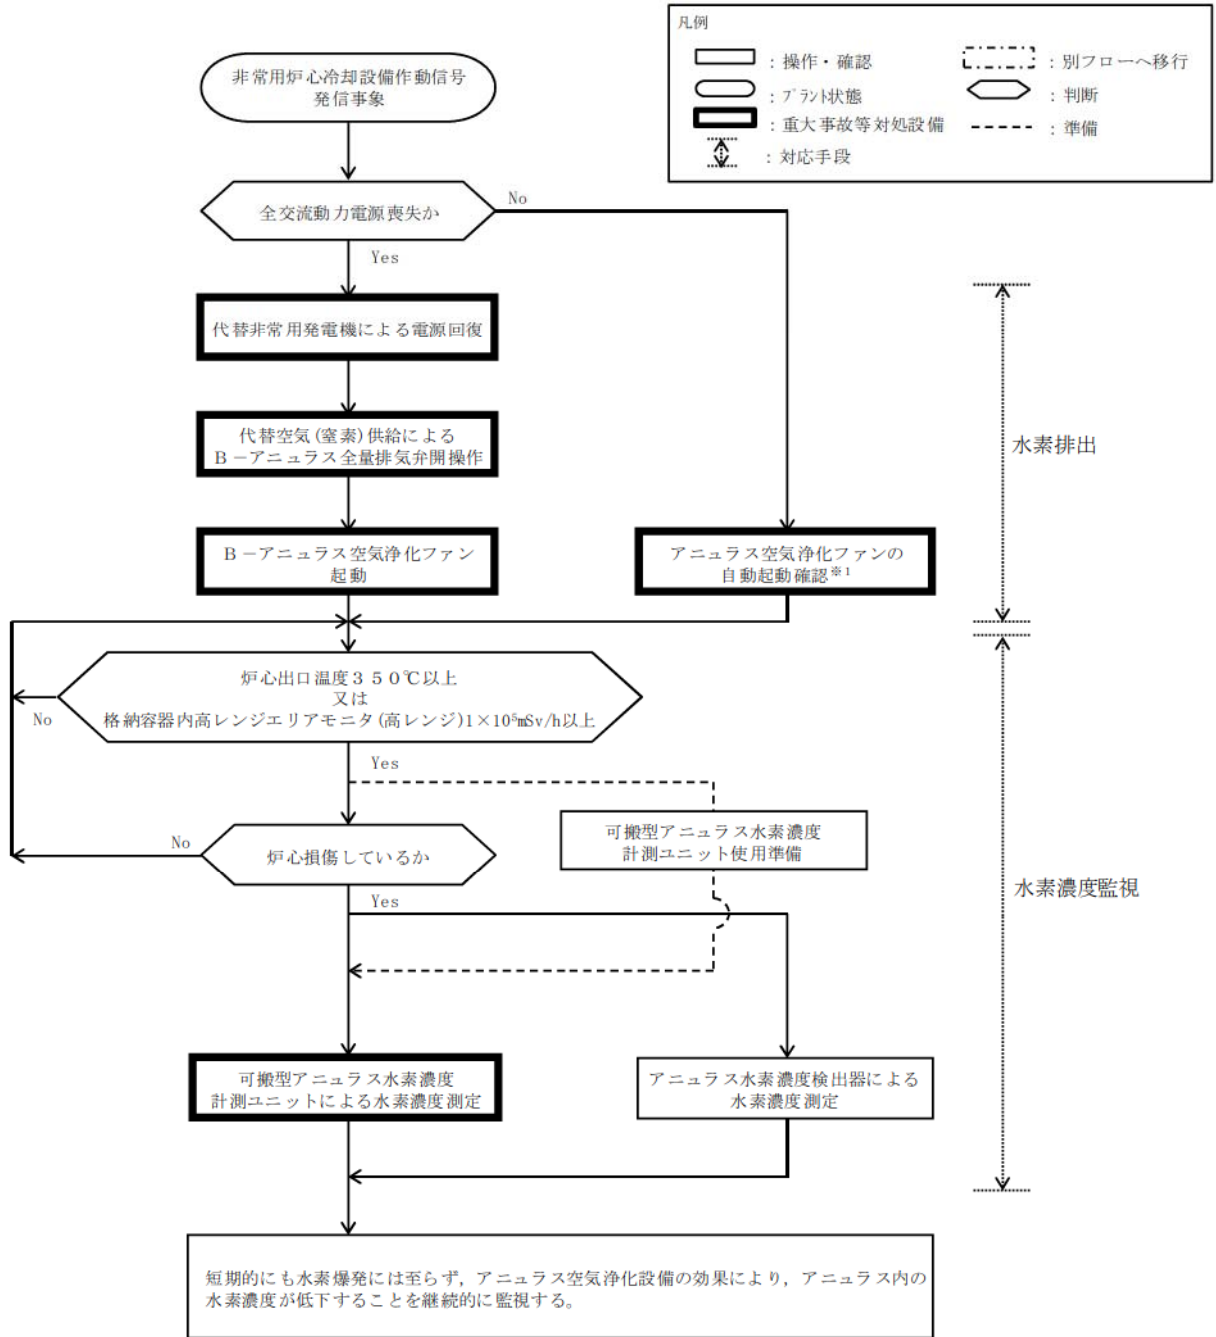 凡例
：操作・確認
：別フローへ移行
：プラント状態
：判断
：重大事故等対処設備
：準備
：対応手段
非常用炉心冷却設備作動信号
発信事象
全交流動力電源喪失か
No
Yes
代替非常用発電機による電源回復
代替空気(窒素)供給による
B－アニュラス全量排気弁開操作
水素排出
B－アニュラス空気浄化ファン
起動
アニュラス空気浄化ファンの
自動起動確認※1
炉心出口温度３５０℃以上
又は
格納容器内高レンジエリアモニタ(高レンジ)1×10⁵mSv/h以上
No
Yes
可搬型アニュラス水素濃度
計測ユニット使用準備
No
炉心損傷しているか
水素濃度監視
Yes
可搬型アニュラス水素濃度
計測ユニットによる水素濃度測定
アニュラス水素濃度検出器による
水素濃度測定
短期的にも水素爆発には至らず，アニュラス空気浄化設備の効果により，アニュラス内の
水素濃度が低下することを継続的に監視する。